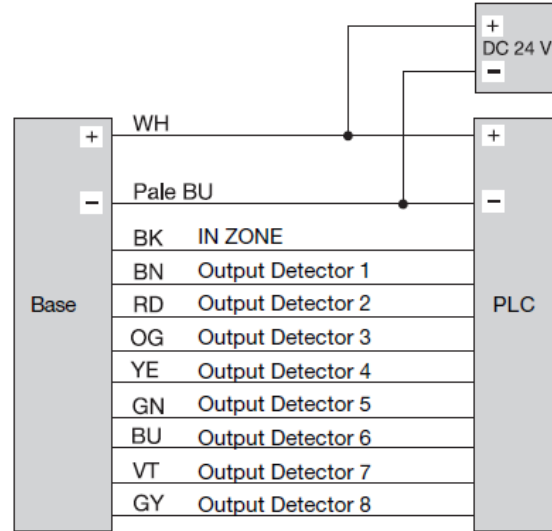 +
DC 24 V
−
WH
+
+
Pale BU
−
−
BK IN ZONE
BN Output Detector 1
Base
RD Output Detector 2
PLC
OG Output Detector 3
YE Output Detector 4
GN Output Detector 5
BU Output Detector 6
VT Output Detector 7
GY Output Detector 8